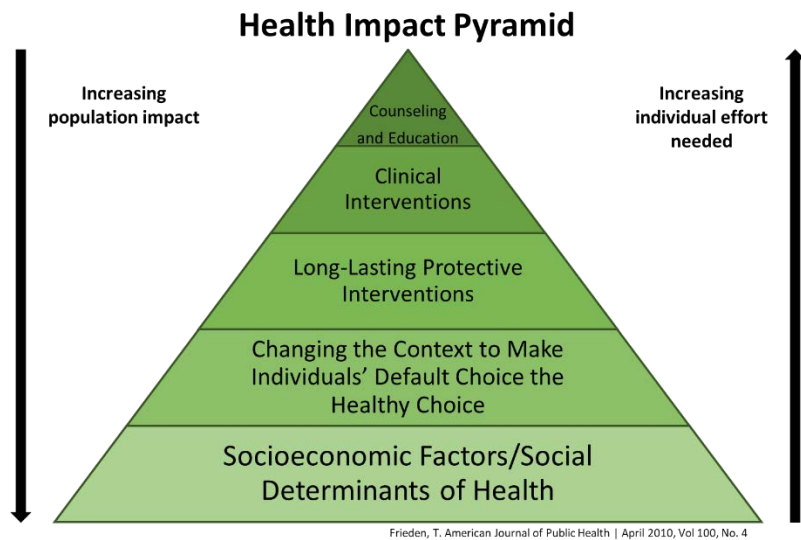 Health Impact Pyramid
Increasing
population impact
Increasing
individual effort
needed
Counseling
and Education
Clinical
Interventions
Long-Lasting Protective
Interventions
Changing the Context to Make
Individuals’ Default Choice the
Healthy Choice
Socioeconomic Factors/Social
Determinants of Health
Frieden, T. American Journal of Public Health | April 2010, Vol 100, No. 4